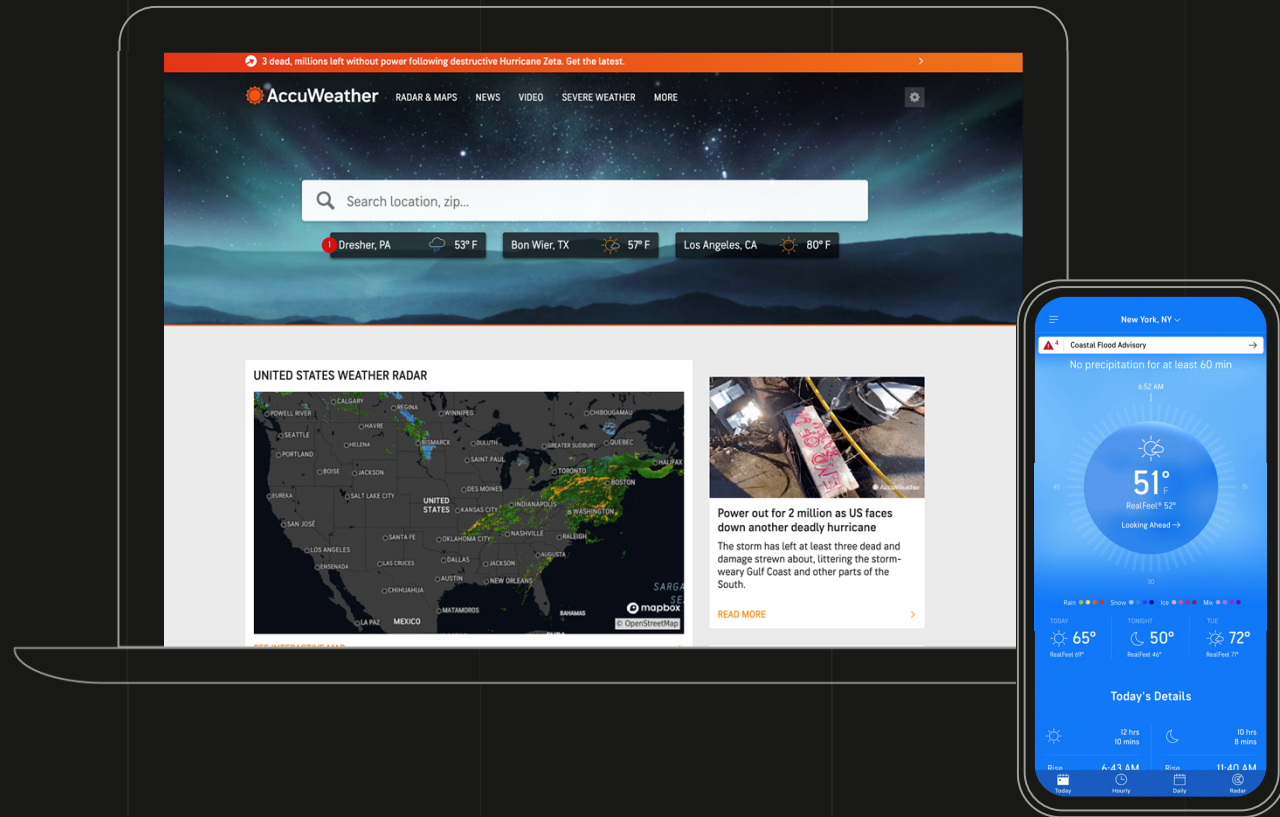 3 dead, millions left without power following destructive Hurricane Zeta. Get the latest.
AccuWeather RADAR & MAPS NEWS VIDEO SEVERE WEATHER MORE
Search location, zip...
! Dresher, PA 53° F Bon Wier, TX 57° F Los Angeles, CA 80° F
UNITED STATES WEATHER RADAR
CALGARY
POWELL RIVER
REGINA
WINNIPEG
CHIBOUGAMAU
HAVRE
SEATTLE
HELENA
BISMARCK
DULUTH
GREATER SUDBURY
QUEBEC
PORTLAND
SAINT PAUL
HALIFAX
BOISE
JACKSON
TORONTO
BOSTON
EUREKA
SALT LAKE CITY
DES MOINES
UNITED
STATES
KANSAS CITY
INDIANAPOLIS
WASHINGTON
SAN JOSÉ
SANTA FE
OKLAHOMA CITY
NASHVILLE
RALEIGH
LOS ANGELES
AUGUSTA
ENSENADA
LAS CRUCES
DALLAS
JACKSON
CHIHUAHUA
AUSTIN
NEW ORLEANS
SARGA
SE
MATAMOROS
BAHAMAS
LA PAZ
MEXICO
mapbox
© OpenStreetMap
AccuWeather
Power out for 2 million as US faces
down another deadly hurricane
The storm has left at least three dead and
damage strewn about, littering the storm-
weary Gulf Coast and other parts of the
South.
READ MORE
New York, NY
4 Coastal Flood Advisory
No precipitation for at least 60 min
6:52 AM
51° F
45
15
RealFeel® 52°
Looking Ahead
30
Rain Snow Ice Mix
TODAY TONIGHT TUE
65° 50° 72°
RealFeel 69° RealFeel 46° RealFeel 71°
Today's Details
12 hrs 10 hrs
10 mins 8 mins
Rise 6:43 AM Rise 11:40 AM
Today Hourly Daily Radar